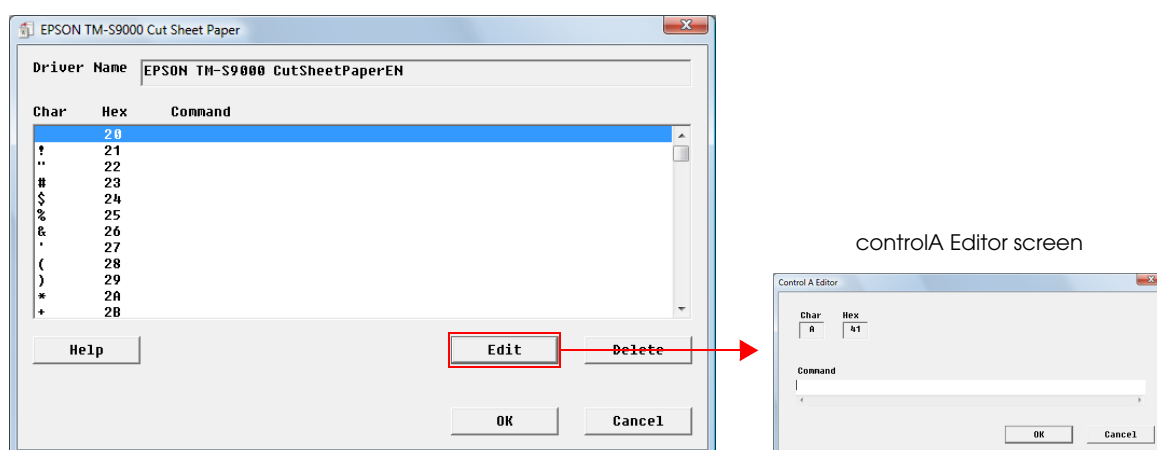 EPSON TM-S9000 Cut Sheet Paper
Driver Name EPSON TM-S9000 CutSheetPaperEN
Char Hex Command
20
! 21
" 22
# 23
$ 24
% 25
& 26
' 27
( 28
) 29
* 2A
+ 2B
Help Edit Delete
OK Cancel
controlA Editor screen
Control A Editor
Char Hex
A 41
Command
OK Cancel